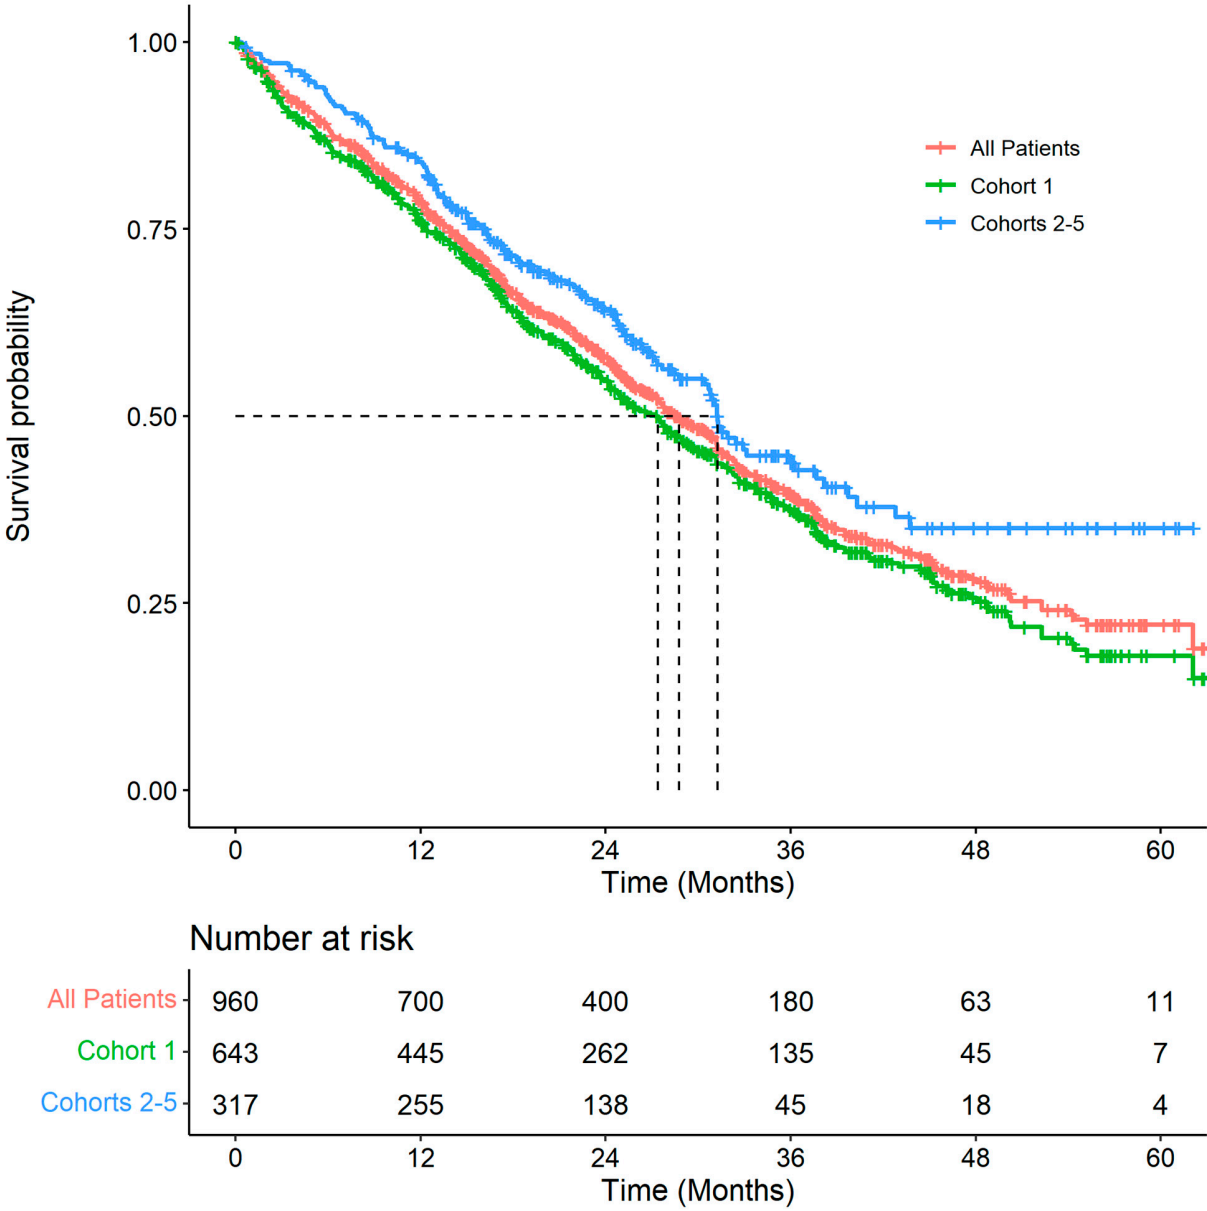 1.00
0.75
0.50
0.25
0.00
Survival probability
All Patients
Cohort 1
Cohorts 2-5
0 12 24 36 48 60
Time (Months)
Number at risk
All Patients 960 700 400 180 63 11
Cohort 1 643 445 262 135 45 7
Cohorts 2-5 317 255 138 45 18 4
0 12 24 36 48 60
Time (Months)